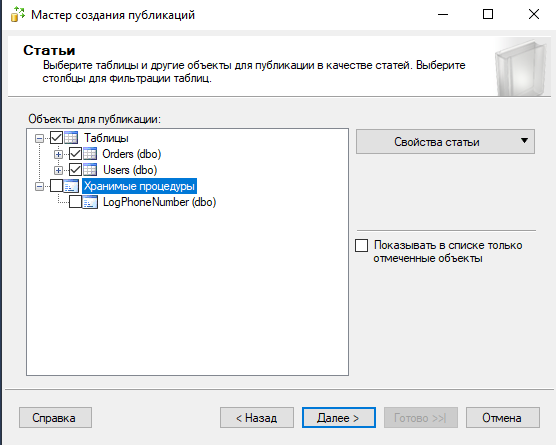 Мастер создания публикаций
Статьи
Выберите таблицы и другие объекты для публикации в качестве статей. Выберите
столбцы для фильтрации таблиц.
Объекты для публикации:
Таблицы
Orders (dbo)
Users (dbo)
Хранимые процедуры
LogPhoneNumber (dbo)
Свойства статьи
Показывать в списке только
отмеченные объекты
Справка
< Назад
Далее >
Готово >>|
Отмена